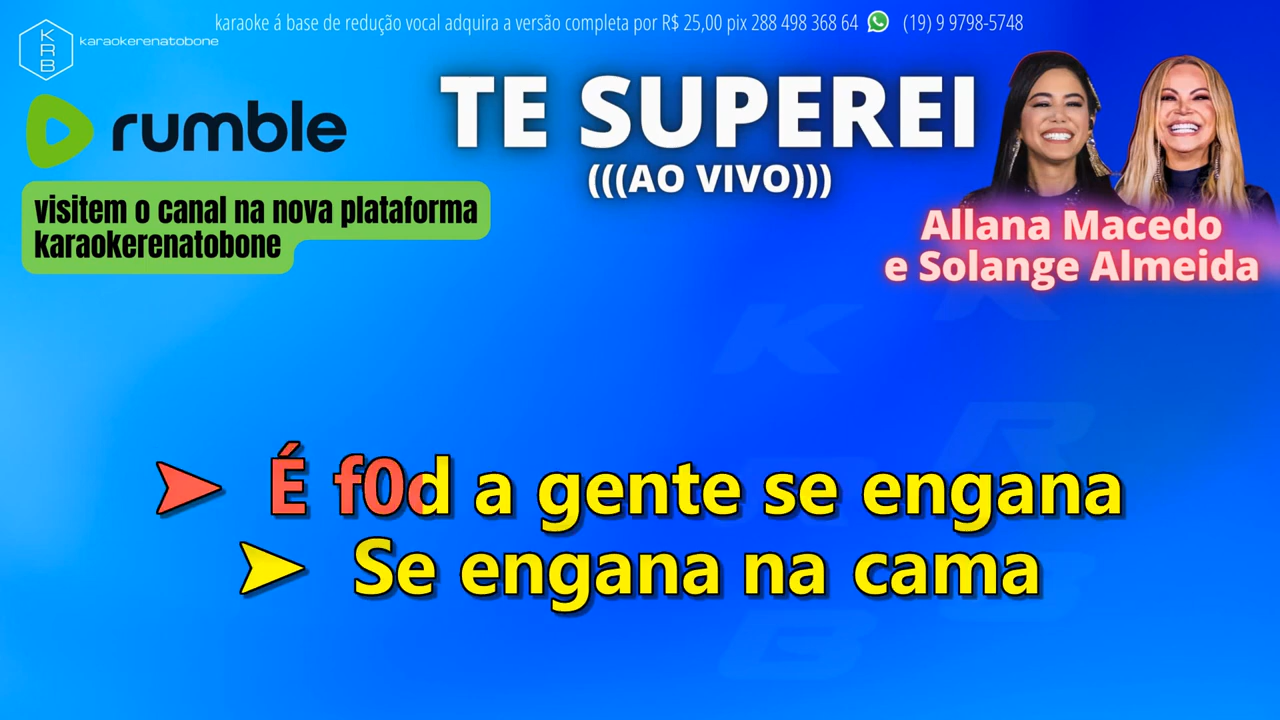 karaoke á base de redução vocal adquira a versão completa por R$ 25,00 pix 288 498 368 64 (19) 9 9798-5748
KRB
karaokerenatobone
rumble
TE SUPEREI
(((AO VIVO)))
visitem o canal na nova plataforma
karaokerenatobone
Allana Macedo
e Solange Almeida
K R B
K R B
É f0d a gente se engana
Se engana na cama